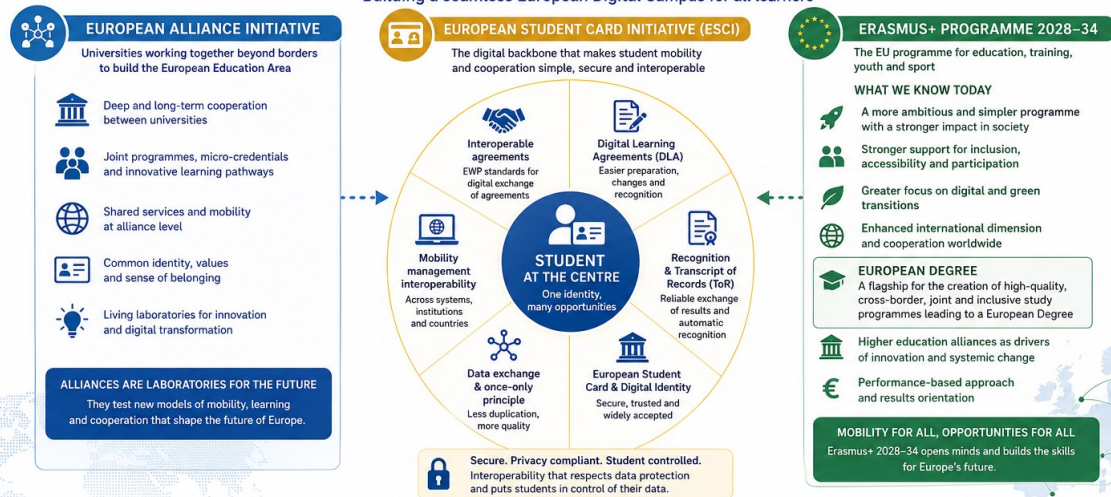 Building a seamless European Digital Campus for all learners
EUROPEAN ALLIANCE INITIATIVE
Universities working together beyond borders
to build the European Education Area
Deep and long-term cooperation
between universities
Joint programmes, micro-credentials
and innovative learning pathways
Shared services and mobility
at alliance level
Common identity, values
and sense of belonging
Living laboratories for innovation
and digital transformation
ALLIANCES ARE LABORATORIES FOR THE FUTURE
They test new models of mobility, learning
and cooperation that shape the future of Europe.
EUROPEAN STUDENT CARD INITIATIVE (ESCI)
The digital backbone that makes student mobility
and cooperation simple, secure and interoperable
Interoperable
agreements
EWP standards for
digital exchange
of agreements
Digital Learning
Agreements (DLA)
Easier preparation,
changes and
recognition
Mobility
management
interoperability
Across systems,
institutions
and countries
STUDENT
AT THE CENTRE
One identity,
many opportunities
Recognition
& Transcript of
Records (ToR)
Reliable exchange
of results and
automatic
recognition
Data exchange
& once-only
principle
Less duplication,
more quality
European Student
Card & Digital Identity
Secure, trusted and
widely accepted
Secure. Privacy compliant. Student controlled.
Interoperability that respects data protection
and puts students in control of their data.
ERASMUS+ PROGRAMME 2028–34
The EU programme for education, training,
youth and sport
WHAT WE KNOW TODAY
A more ambitious and simpler programme
with a stronger impact in society
Stronger support for inclusion,
accessibility and participation
Greater focus on digital and green
transitions
Enhanced international dimension
and cooperation worldwide
EUROPEAN DEGREE
A flagship for the creation of high-quality,
cross-border, joint and inclusive study
programmes leading to a European Degree
Higher education alliances as drivers
of innovation and systemic change
€
Performance-based approach
and results orientation
MOBILITY FOR ALL, OPPORTUNITIES FOR ALL
Erasmus+ 2028–34 opens minds and builds the skills
for Europe's future.